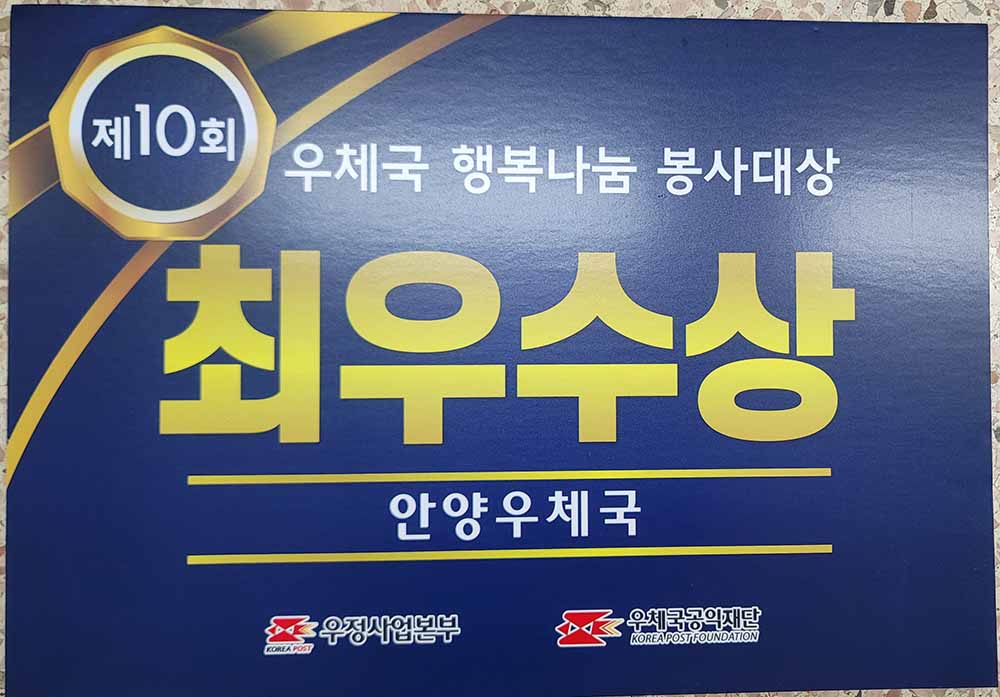 제10회
우체국 행복나눔 봉사대상
최우수상
안양우체국
우정사업본부
KOREA POST
우체국공익재단
KOREA POST FOUNDATION